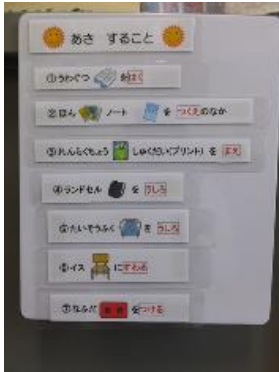 あさ すること
①うわぐつ をはく
②ほん ノート を つくえのなか
③れんらくちょう しゅくだい(プリント) を まえ
④ランドセル を うしろ
⑤たいそうふく を うしろ
⑥イス にすわる
⑦なふだ をつける